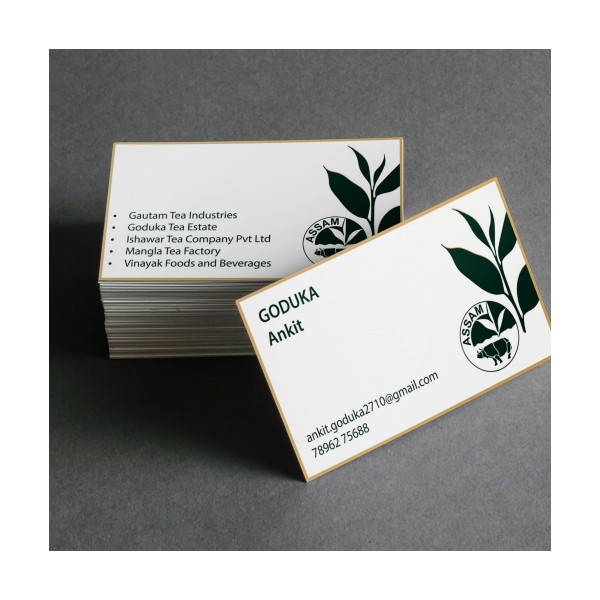 • Gautam Tea Industries
• Goduka Tea Estate
• Ishawar Tea Company Pvt Ltd
• Mangla Tea Factory
• Vinayak Foods and Beverages
ASSAM
GODUKA
Ankit
ASSAM
ankit.goduka2710@gmail.com
78962 75688